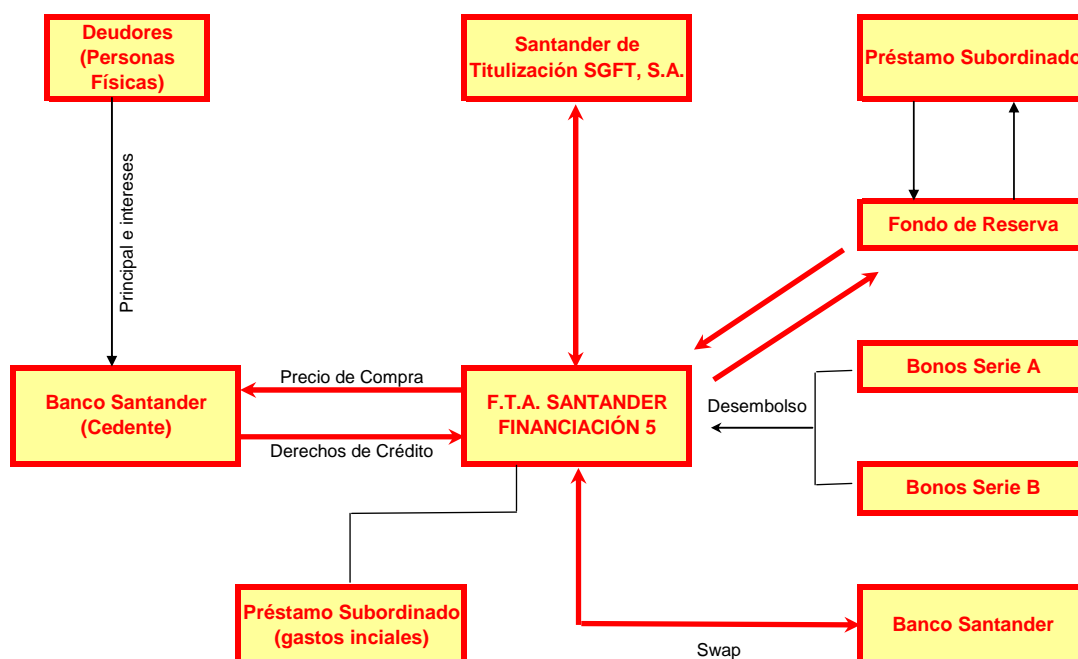 Deudores
(Personas
Físicas)
Santander de
Titulización SGFT, S.A.
Préstamo Subordinado
Principal e intereses
Fondo de Reserva
Banco Santander
(Cedente)
Precio de Compra
Derechos de Crédito
F.T.A. SANTANDER
FINANCIACIÓN 5
Desembolso
Bonos Serie A
Bonos Serie B
Préstamo Subordinado
(gastos inciales)
Swap
Banco Santander